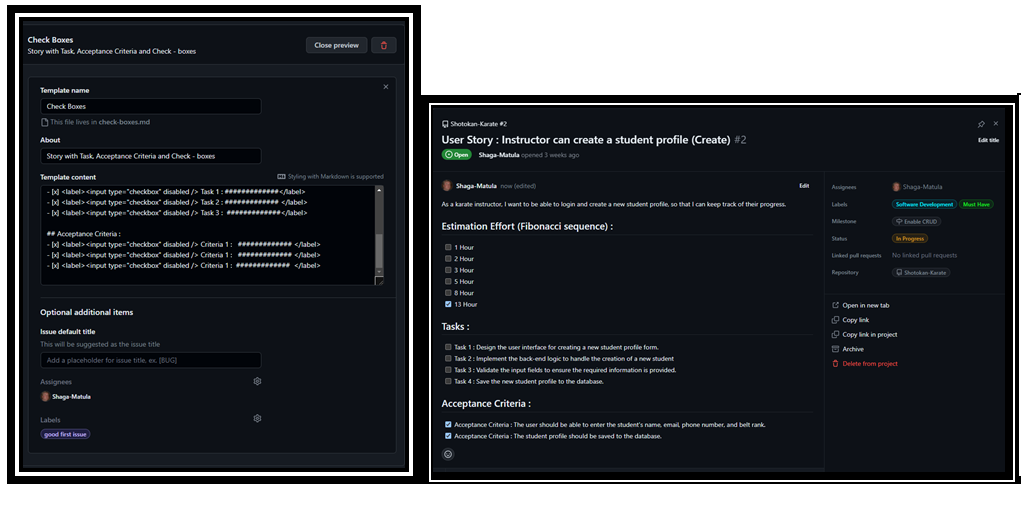 Check Boxes
Story with Task, Acceptance Criteria and Check - boxes
Close preview
Template name
Check Boxes
This file lives in check-boxes.md
About
Story with Task, Acceptance Criteria and Check - boxes
Template content
Styling with Markdown is supported
- [x] <label><input type="checkbox" disabled /> Task 1 : #############</label>
- [x] <label><input type="checkbox" disabled /> Task 2 : ############# </label>
- [x] <label><input type="checkbox" disabled /> Task 3 :  #############</label>
## Acceptance Criteria :
- [x] <label><input type="checkbox" disabled /> Criteria 1 :  ############# </label>
- [x] <label><input type="checkbox" disabled /> Criteria 1 :  ############# </label>
- [x] <label><input type="checkbox" disabled /> Criteria 1 :  ############# </label>
Optional additional items
Issue default title
This will be suggested as the issue title
Add a placeholder for issue title, ex. [BUG]
Assignees
Shaga-Matula
Labels
good first issue
Shotokan-Karate #2
User Story : Instructor can create a student profile (Create) #2
Edit title
Open
Shaga-Matula opened 3 weeks ago
Shaga-Matula now (edited)
Edit
As a karate instructor, I want to be able to login and create a new student profile, so that I can keep track of their progress.
Estimation Effort (Fibonacci sequence) :
1 Hour
2 Hour
3 Hour
5 Hour
8 Hour
13 Hour
Tasks :
Task 1 : Design the user interface for creating a new student profile form.
Task 2 : Implement the back-end logic to handle the creation of a new student
Task 3 : Validate the input fields to ensure the required information is provided.
Task 4 : Save the new student profile to the database.
Acceptance Criteria :
Acceptance Criteria : The user should be able to enter the student's name, email, phone number, and belt rank.
Acceptance Criteria : The student profile should be saved to the database.
Assignees
Shaga-Matula
Labels
Software Development
Must Have
Milestone
Enable CRUD
Status
In Progress
Linked pull requests
No linked pull requests
Repository
Shotokan-Karate
Open in new tab
Copy link
Copy link in project
Archive
Delete from project